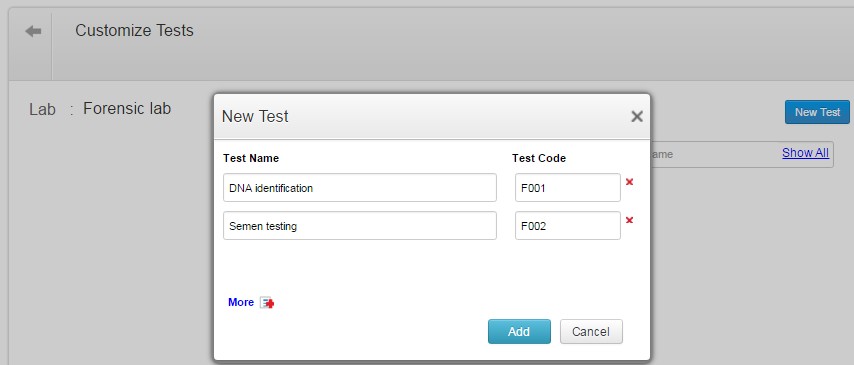 Customize Tests
Lab : Forensic lab
New Test
New Test
ame Show All
Test Name Test Code
DNA identification F001
Semen testing F002
More
Add Cancel